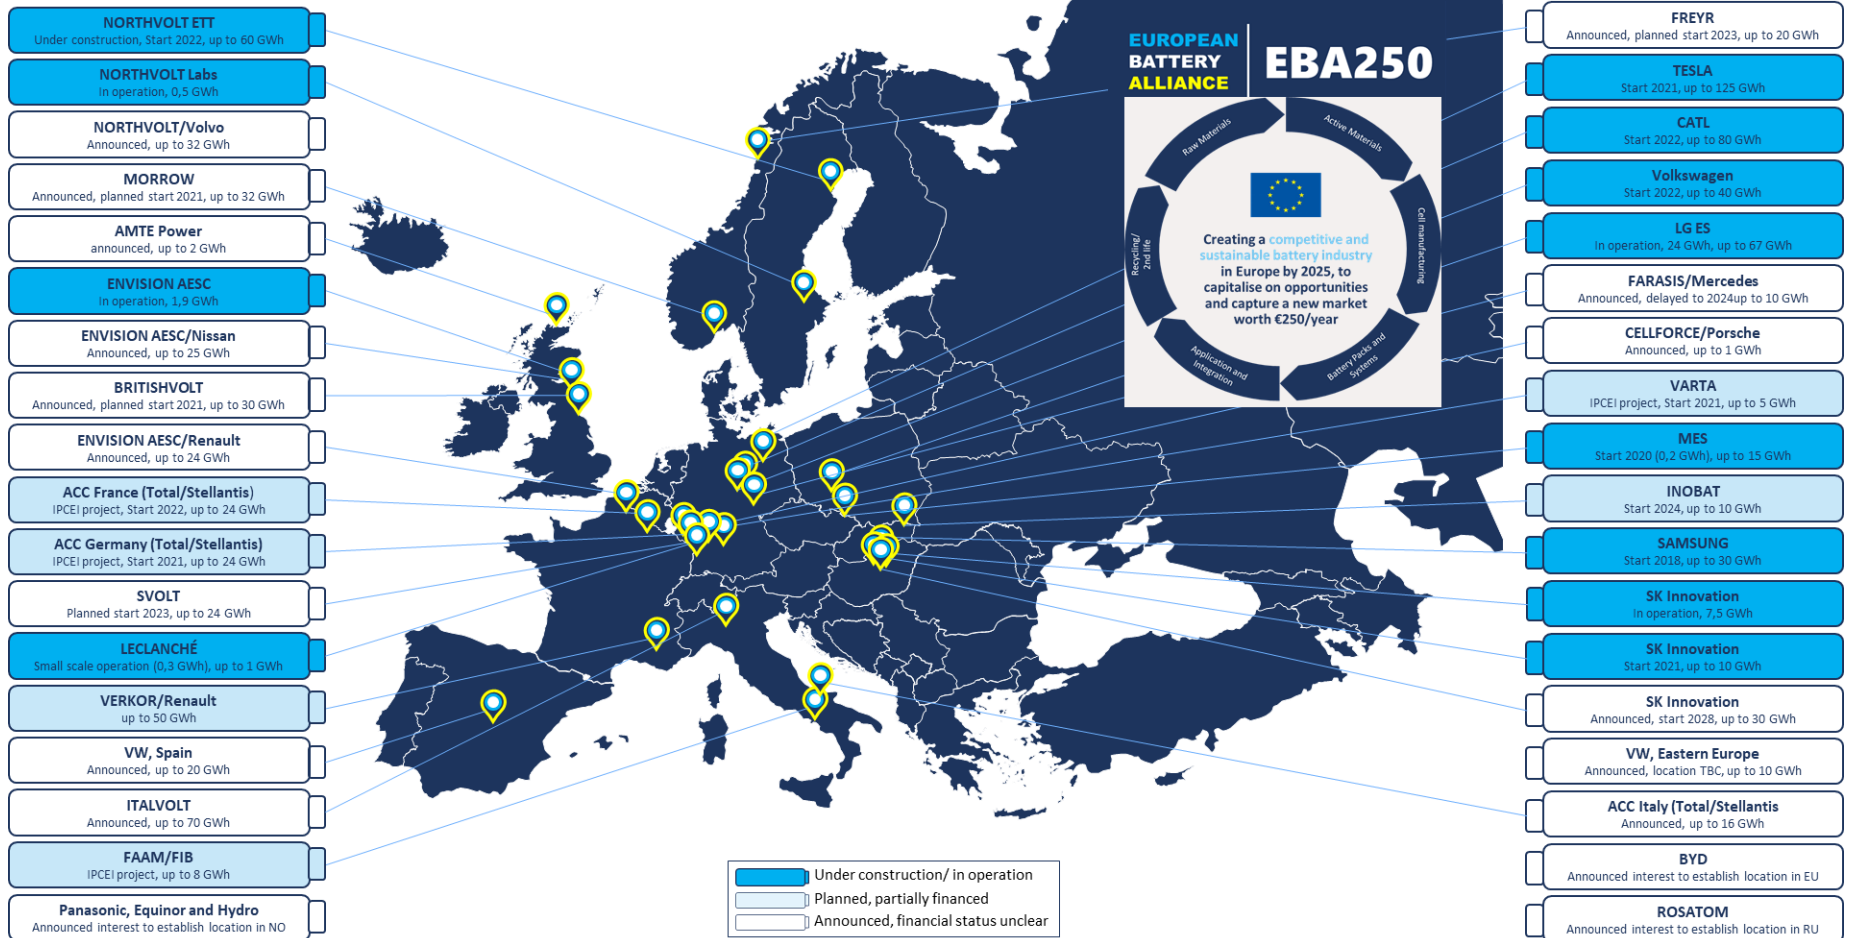 NORTHVOLT ETT
Under construction, Start 2022, up to 60 GWh
NORTHVOLT Labs
In operation, 0,5 GWh
NORTHVOLT/Volvo
Announced, up to 32 GWh
MORROW
Announced, planned start 2021, up to 32 GWh
AMTE Power
announced, up to 2 GWh
ENVISION AESC
In operation, 1,9 GWh
ENVISION AESC/Nissan
Announced, up to 25 GWh
BRITISHVOLT
Announced, planned start 2021, up to 30 GWh
ENVISION AESC/Renault
Announced, up to 24 GWh
ACC France (Total/Stellantis)
IPCEI project, Start 2022, up to 24 GWh
ACC Germany (Total/Stellantis)
IPCEI project, Start 2021, up to 24 GWh
SVOLT
Planned start 2023, up to 24 GWh
LECLANCHÉ
Small scale operation (0,3 GWh), up to 1 GWh
VERKOR/Renault
up to 50 GWh
VW, Spain
Announced, up to 20 GWh
ITALVOLT
Announced, up to 70 GWh
FAAM/FIB
IPCEI project, up to 8 GWh
Panasonic, Equinor and Hydro
Announced interest to establish location in NO
EUROPEAN
BATTERY
ALLIANCE
EBA250
Raw Materials
Active Materials
Cell manufacturing
Battery Packs and
Systems
Application and
Integration
Recycling/
2nd life
Creating a competitive and
sustainable battery industry
in Europe by 2025, to
capitalise on opportunities
and capture a new market
worth €250/year
Under construction/ in operation
Planned, partially financed
Announced, financial status unclear
FREYR
Announced, planned start 2023, up to 20 GWh
TESLA
Start 2021, up to 125 GWh
CATL
Start 2022, up to 80 GWh
Volkswagen
Start 2022, up to 40 GWh
LG ES
In operation, 24 GWh, up to 67 GWh
FARASIS/Mercedes
Announced, delayed to 2024up to 10 GWh
CELLFORCE/Porsche
Announced, up to 1 GWh
VARTA
IPCEI project, Start 2021, up to 5 GWh
MES
Start 2020 (0,2 GWh), up to 15 GWh
INOBAT
Start 2024, up to 10 GWh
SAMSUNG
Start 2018, up to 30 GWh
SK Innovation
In operation, 7,5 GWh
SK Innovation
Start 2021, up to 10 GWh
SK Innovation
Announced, start 2028, up to 30 GWh
VW, Eastern Europe
Announced, location TBC, up to 10 GWh
ACC Italy (Total/Stellantis
Announced, up to 16 GWh
BYD
Announced interest to establish location in EU
ROSATOM
Announced interest to establish location in RU